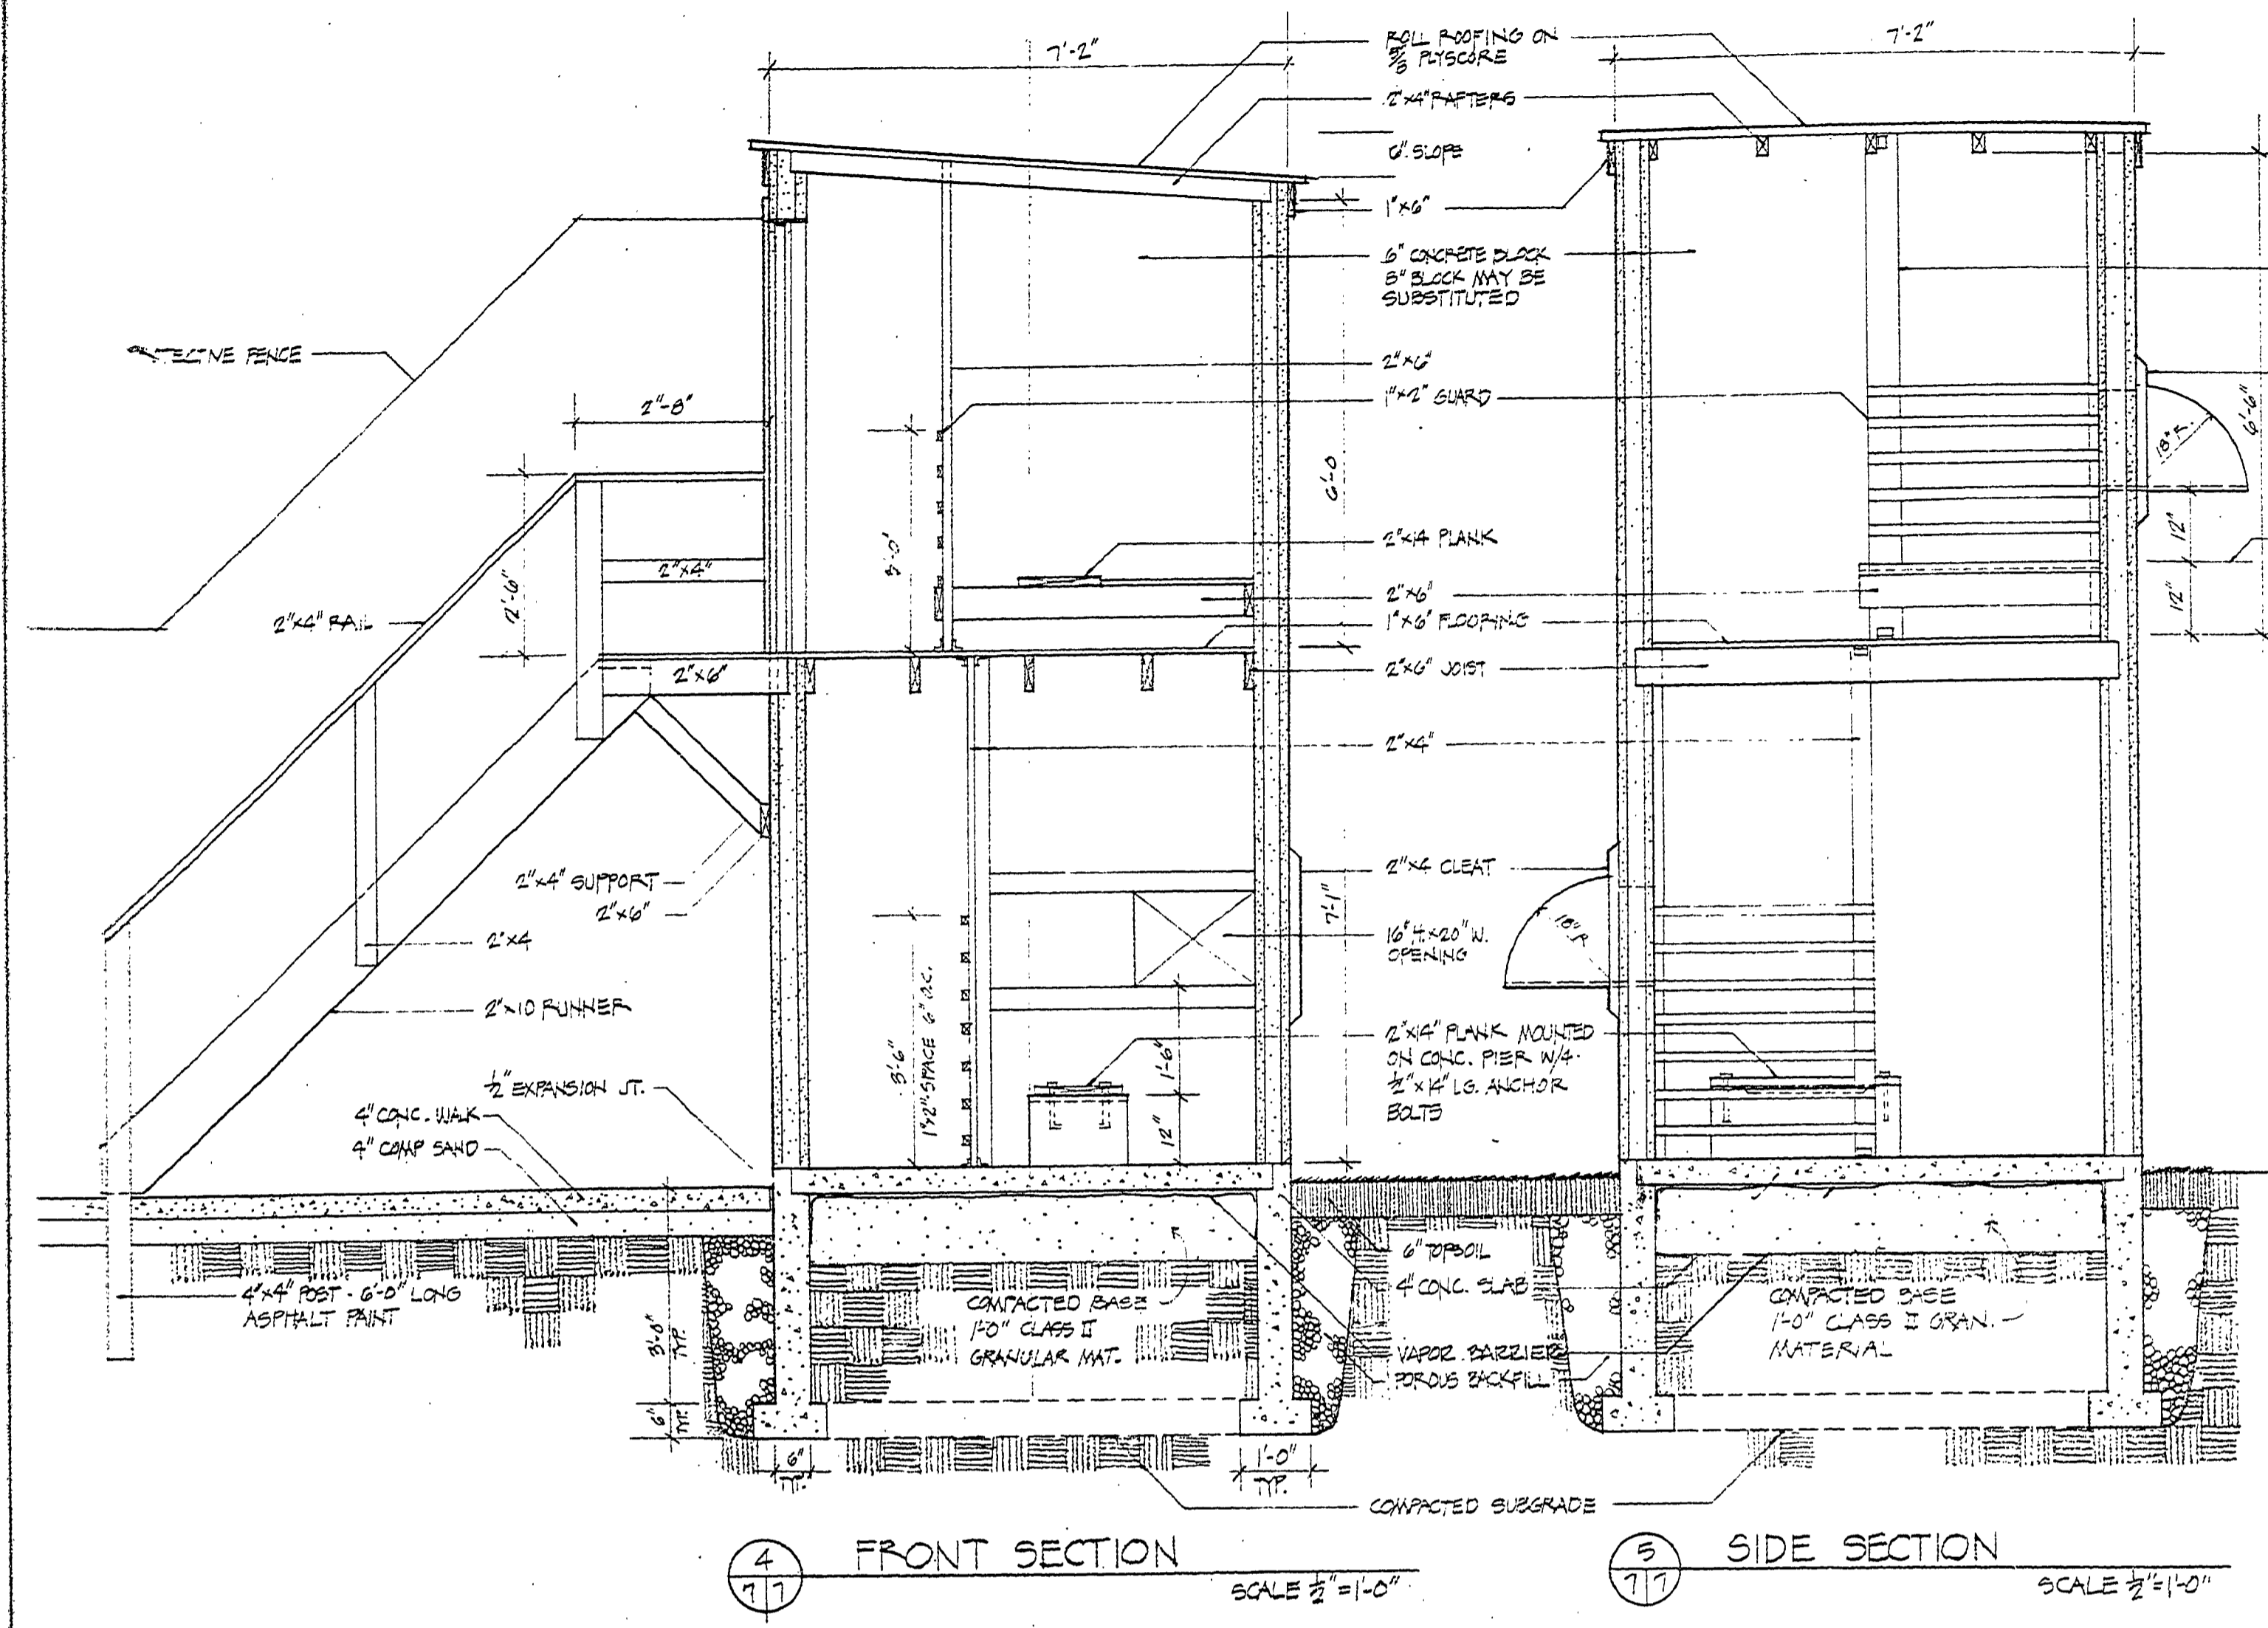 7'-2"
ROLL ROOFING ON
5/8 PLYSCORE
7'-2"
2"x4" RAFTERS
6" SLOPE
1"x6"
6" CONCRETE BLOCK
8" BLOCK MAY BE
SUBSTITUTED
TECTIVE FENCE
2"x6"
1"x2" GUARD
2"-8"
18" R.
6'-6"
6'-0
2"x14 PLANK
12"
3'-0"
2"x4"
2'-6"
2"x6"
12"
2"x4" RAIL
1"x6" FLOORING
2"x6" JOIST
2"x6"
2"x4"
2"x4 CLEAT
2"x4" SUPPORT
2"x6"
7'-1"
18" R
16" H. x 20" W.
OPENING
2"x4
2"x10 RUNNER
3'-6"
1 1/2" SPACE 6" O.C.
1'-6"
12"
2"x14" PLANK MOUNTED
ON CONC. PIER W/4-
1/2" x 14" LG. ANCHOR
BOLTS
1/2" EXPANSION JT.
4" CONC. WALK
4" COMP SAND
6" TOPSOIL
4" CONC. SLAB
4"x4" POST - 6'-0" LONG
ASPHALT PAINT
COMPACTED BASE
1'-0" CLASS II
GRANULAR MAT.
COMPACTED BASE
1'-0" CLASS II GRAN.
MATERIAL
TYP.
VAPOR BARRIER
POROUS BACKFILL
6"
TYP.
6"
TYP.
1'-0"
TYP.
COMPACTED SUBGRADE
4
7 7
FRONT SECTION
SCALE 1/2"=1'-0"
5
7 7
SIDE SECTION
SCALE 1/2"=1'-0"